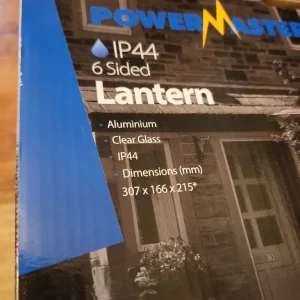 POWERMASTER
IP44
6 Sided
Lantern
Aluminium
Clear Glass
IP44
Dimensions (mm)
307 x 166 x 215*